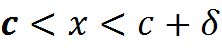 c < x < c + δ